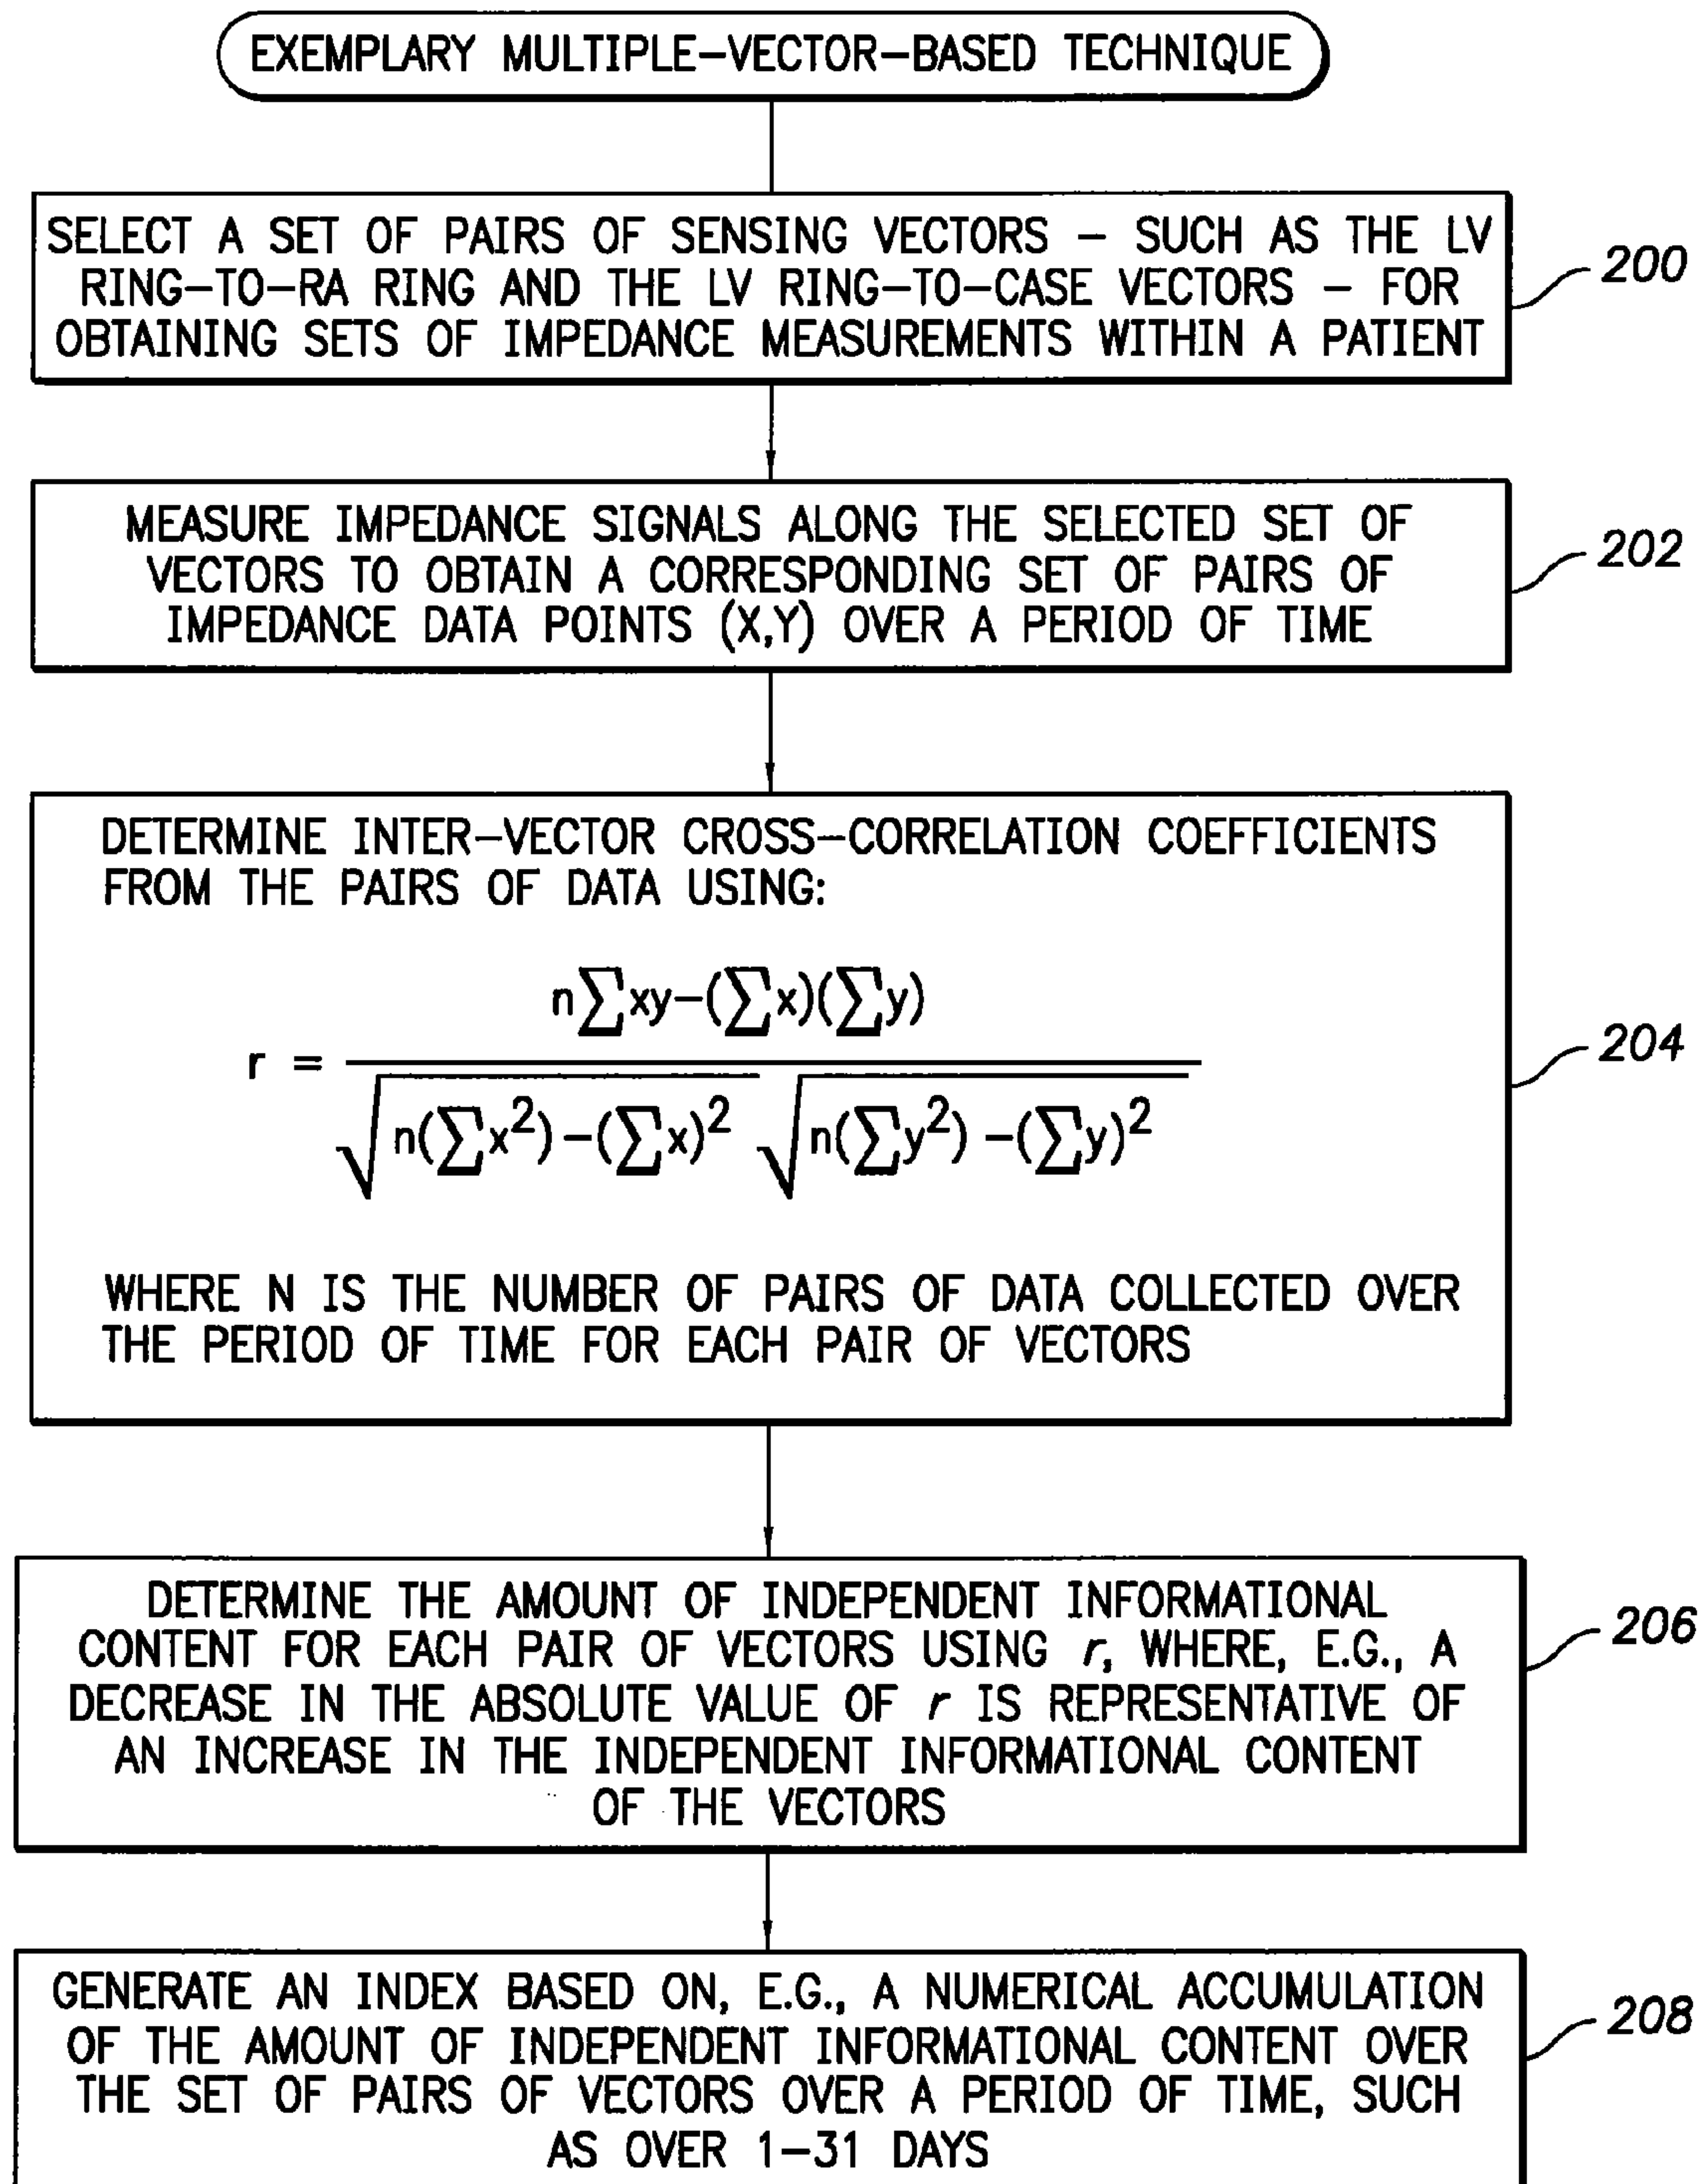 EXEMPLARY MULTIPLE–VECTOR–BASED TECHNIQUE
SELECT A SET OF PAIRS OF SENSING VECTORS – SUCH AS THE LV
RING–TO–RA RING AND THE LV RING–TO–CASE VECTORS – FOR
OBTAINING SETS OF IMPEDANCE MEASUREMENTS WITHIN A PATIENT
200
MEASURE IMPEDANCE SIGNALS ALONG THE SELECTED SET OF
VECTORS TO OBTAIN A CORRESPONDING SET OF PAIRS OF
IMPEDANCE DATA POINTS (X,Y) OVER A PERIOD OF TIME
202
DETERMINE INTER–VECTOR CROSS–CORRELATION COEFFICIENTS
FROM THE PAIRS OF DATA USING:
n∑xy–(∑x)(∑y)
r =
√n(∑x²)–(∑x)² √n(∑y²) –(∑y)²
204
WHERE N IS THE NUMBER OF PAIRS OF DATA COLLECTED OVER
THE PERIOD OF TIME FOR EACH PAIR OF VECTORS
DETERMINE THE AMOUNT OF INDEPENDENT INFORMATIONAL
CONTENT FOR EACH PAIR OF VECTORS USING r, WHERE, E.G., A
DECREASE IN THE ABSOLUTE VALUE OF r IS REPRESENTATIVE OF
AN INCREASE IN THE INDEPENDENT INFORMATIONAL CONTENT
OF THE VECTORS
206
GENERATE AN INDEX BASED ON, E.G., A NUMERICAL ACCUMULATION
OF THE AMOUNT OF INDEPENDENT INFORMATIONAL CONTENT OVER
THE SET OF PAIRS OF VECTORS OVER A PERIOD OF TIME, SUCH
AS OVER 1–31 DAYS
208